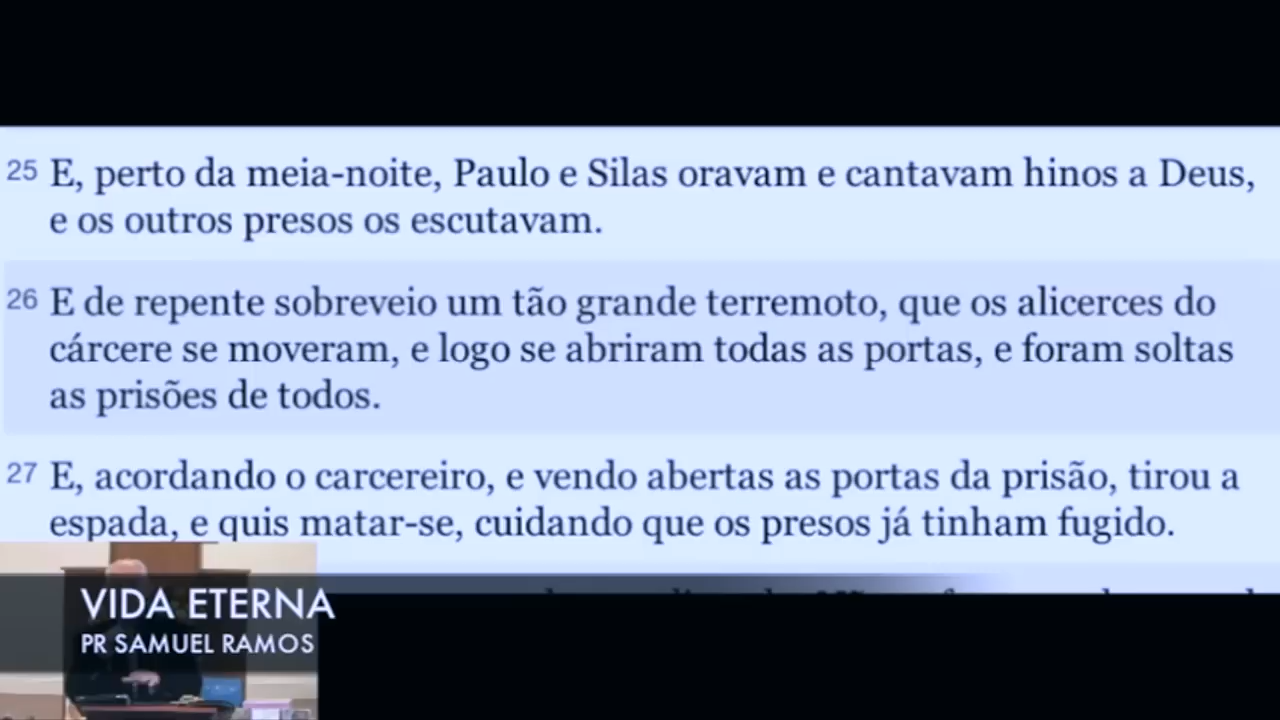 25 E, perto da meia-noite, Paulo e Silas oravam e cantavam hinos a Deus,
e os outros presos os escutavam.
26 E de repente sobreveio um tão grande terremoto, que os alicerces do
cárcere se moveram, e logo se abriram todas as portas, e foram soltas
as prisões de todos.
27 E, acordando o carcereiro, e vendo abertas as portas da prisão, tirou a
espada, e quis matar-se, cuidando que os presos já tinham fugido.
VIDA ETERNA
PR SAMUEL RAMOS